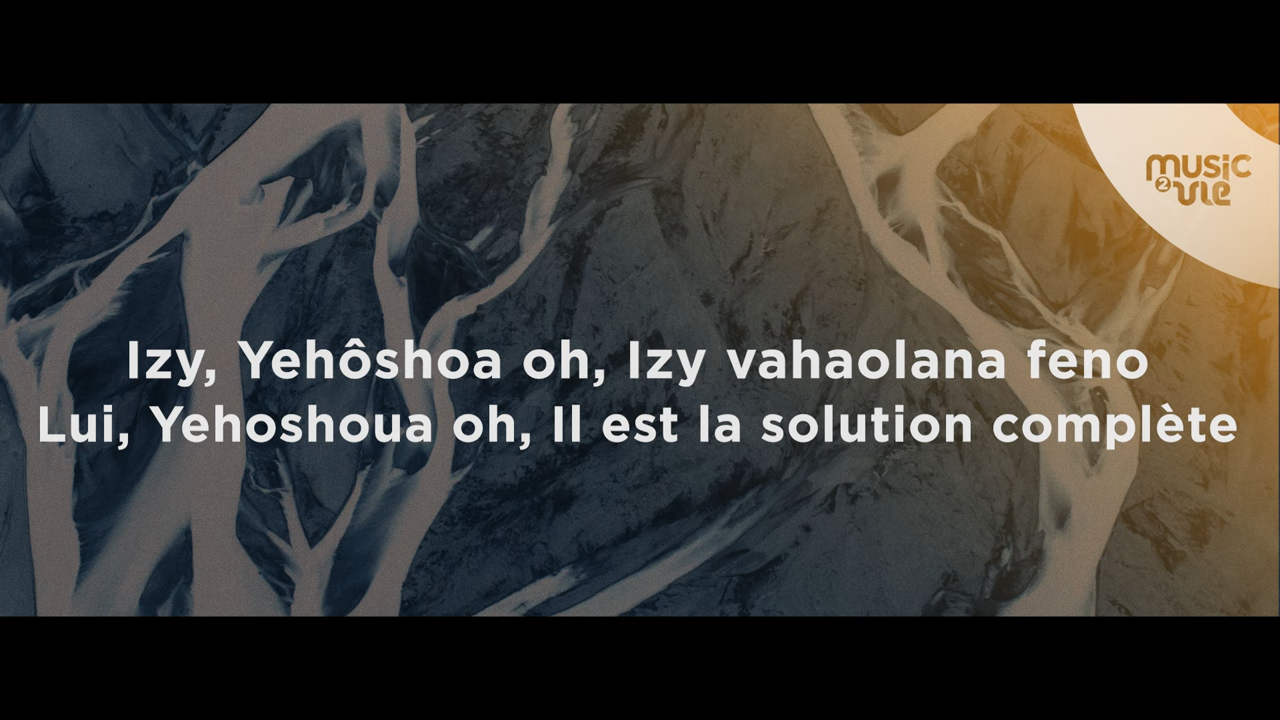 music
2 vie
Izy, Yehôshoa oh, Izy vahaolana feno
Lui, Yehoshoua oh, Il est la solution complète